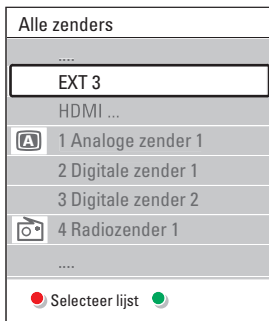 Alle zenders
....
EXT 3
HDMI ...
A 1 Analoge zender 1
2 Digitale zender 1
3 Digitale zender 2
4 Radiozender 1
....
Selecteer lijst